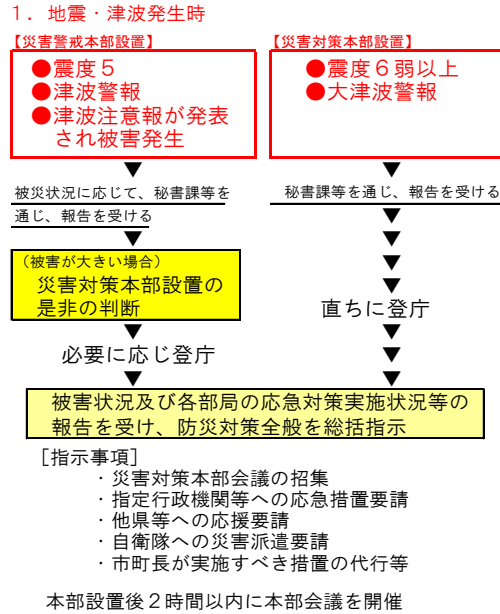 １．地震・津波発生時
【災害警戒本部設置】
●震度５
●津波警報
●津波注意報が発表
され被害発生
▼
被災状況に応じて、秘書課等を
通じ、報告を受ける
▼
（被害が大きい場合）
災害対策本部設置の
是非の判断
▼
必要に応じ登庁
▼
【災害対策本部設置】
●震度６弱以上
●大津波警報
▼
秘書課等を通じ、報告を受ける
▼
▼
▼
▼
直ちに登庁
▼
▼
▼
被害状況及び各部局の応急対策実施状況等の
報告を受け、防災対策全般を総括指示
［指示事項］
・災害対策本部会議の招集
・指定行政機関等への応急措置要請
・他県等への応援要請
・自衛隊への災害派遣要請
・市町長が実施すべき措置の代行等
本部設置後２時間以内に本部会議を開催